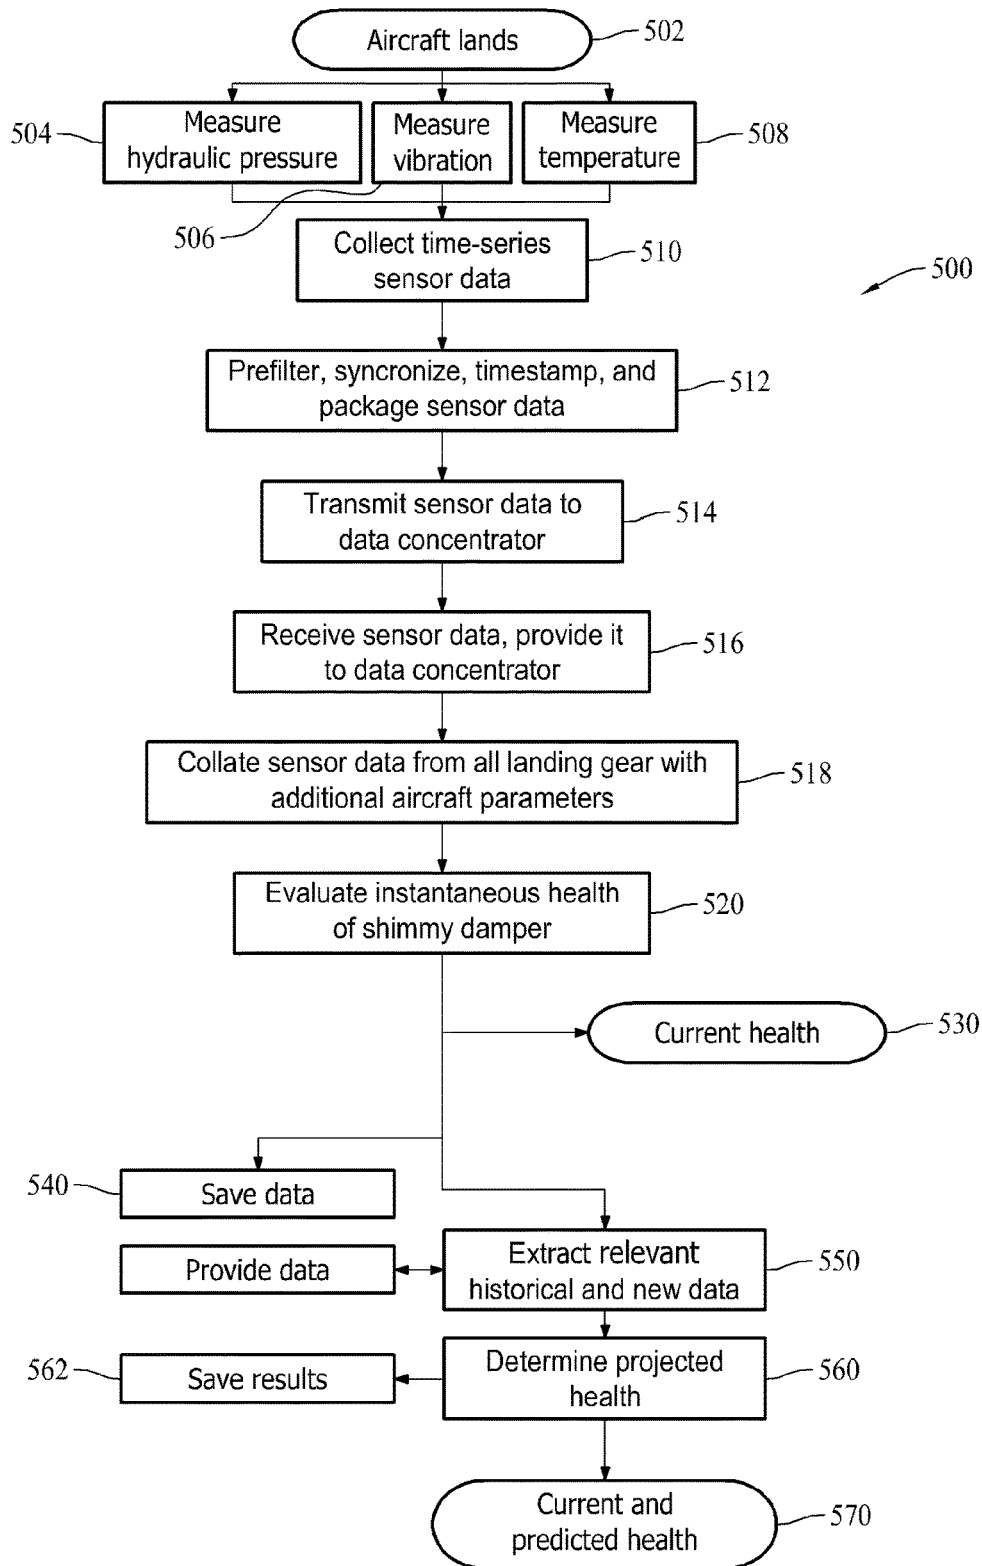 Aircraft lands
502
504
Measure
hydraulic pressure
Measure
vibration
Measure
temperature
508
506
Collect time-series
sensor data
510
500
Prefilter, syncronize, timestamp, and
package sensor data
512
Transmit sensor data to
data concentrator
514
Receive sensor data, provide it
to data concentrator
516
Collate sensor data from all landing gear with
additional aircraft parameters
518
Evaluate instantaneous health
of shimmy damper
520
Current health
530
540
Save data
Provide data
Extract relevant
historical and new data
550
562
Save results
Determine projected
health
560
Current and
predicted health
570